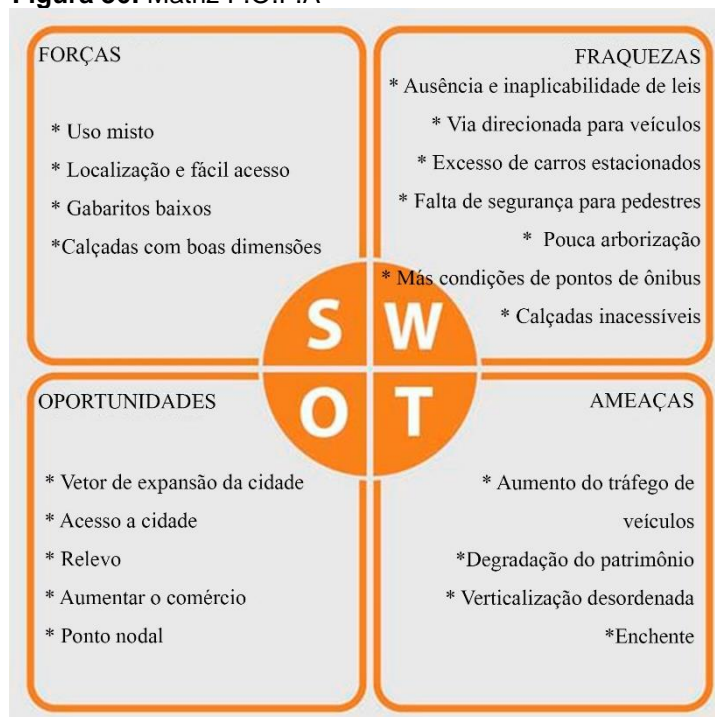 FORÇAS
* Uso misto
* Localização e fácil acesso
* Gabaritos baixos
*Calçadas com boas dimensões
FRAQUEZAS
* Ausência e inaplicabilidade de leis
* Via direcionada para veículos
* Excesso de carros estacionados
* Falta de segurança para pedestres
* Pouca arborização
* Más condições de pontos de ônibus
* Calçadas inacessíveis
S W
O T
OPORTUNIDADES
* Vetor de expansão da cidade
* Acesso a cidade
* Relevo
* Aumentar o comércio
* Ponto nodal
AMEAÇAS
* Aumento do tráfego de
veículos
*Degradação do patrimônio
* Verticalização desordenada
*Enchente